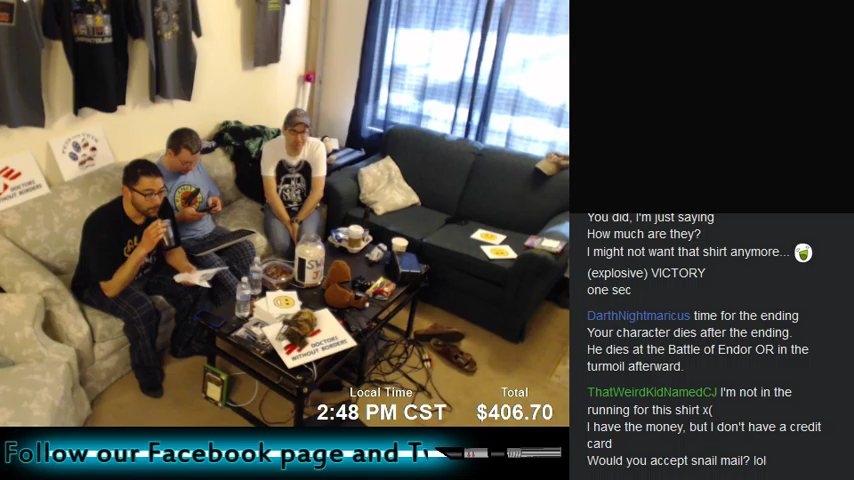 DOCTORS
WITHOUT BORDERS
SW
J
DOCTORS
WITHOUT BORDERS
Local Time
2:48 PM CST
Total
$406.70
Follow our Facebook page and T
You did, I'm just saying
How much are they?
I might not want that shirt anymore...
(explosive) VICTORY
one sec
DarthNightmaricus time for the ending
Your character dies after the ending.
He dies at the Battle of Endor OR in the
turmoil afterward.
ThatWeirdKidNamedCJ I'm not in the
running for this shirt x(
I have the money, but I don't have a credit
card
Would you accept snail mail? lol